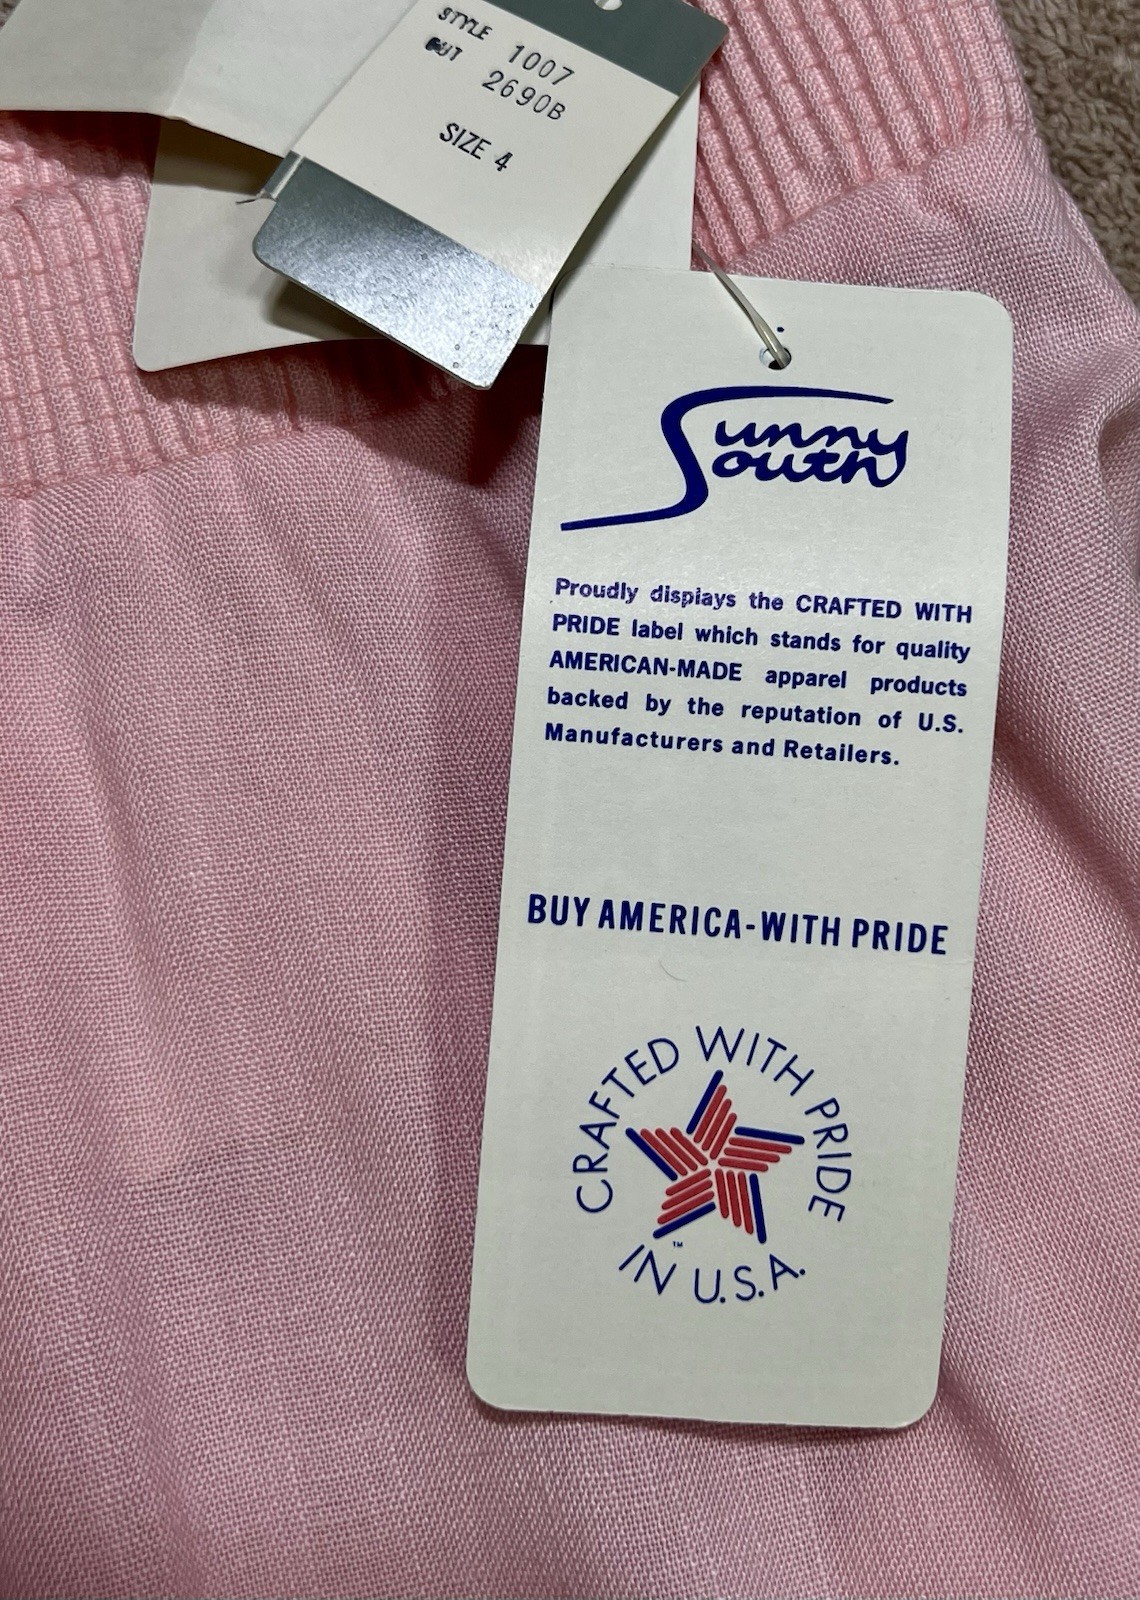 STYLE 1007
CUT 2690B
SIZE 4
Sunny
South
Proudly displays the CRAFTED WITH
PRIDE label which stands for quality
AMERICAN-MADE apparel products
backed by the reputation of U.S.
Manufacturers and Retailers.
BUY AMERICA-WITH PRIDE
CRAFTED WITH PRIDE
IN U.S.A.
™